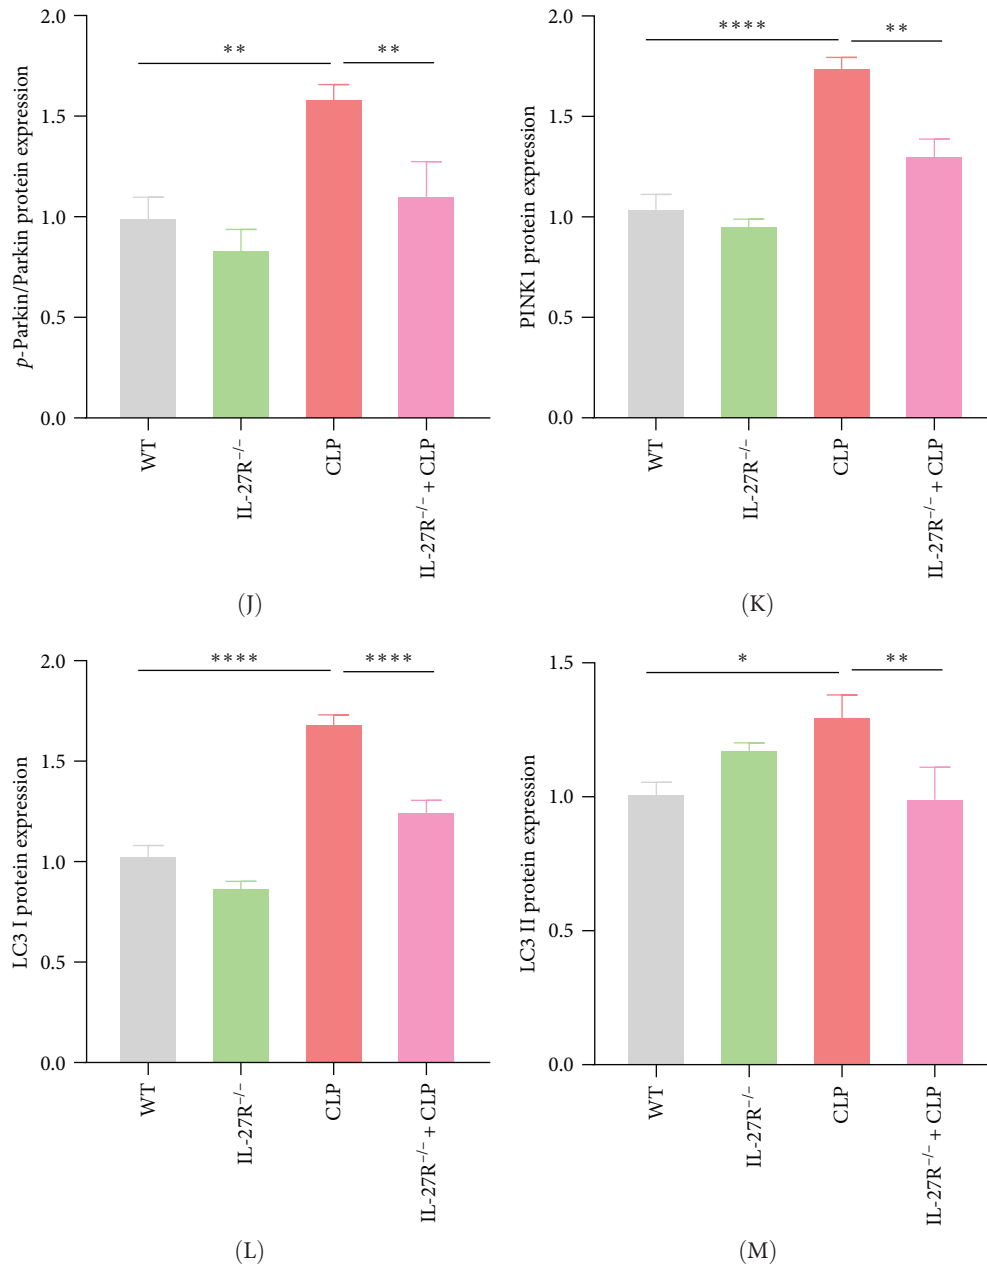 p-Parkin/Parkin protein expression
2.0
1.5
1.0
0.5
0.0
** **
WT
IL-27R⁻/⁻
CLP
IL-27R⁻/⁻ + CLP
(J)
PINK1 protein expression
2.0
1.5
1.0
0.5
0.0
**** **
WT
IL-27R⁻/⁻
CLP
IL-27R⁻/⁻ + CLP
(K)
LC3 I protein expression
2.0
1.5
1.0
0.5
0.0
**** ****
WT
IL-27R⁻/⁻
CLP
IL-27R⁻/⁻ + CLP
(L)
LC3 II protein expression
1.5
1.0
0.5
0.0
* **
WT
IL-27R⁻/⁻
CLP
IL-27R⁻/⁻ + CLP
(M)